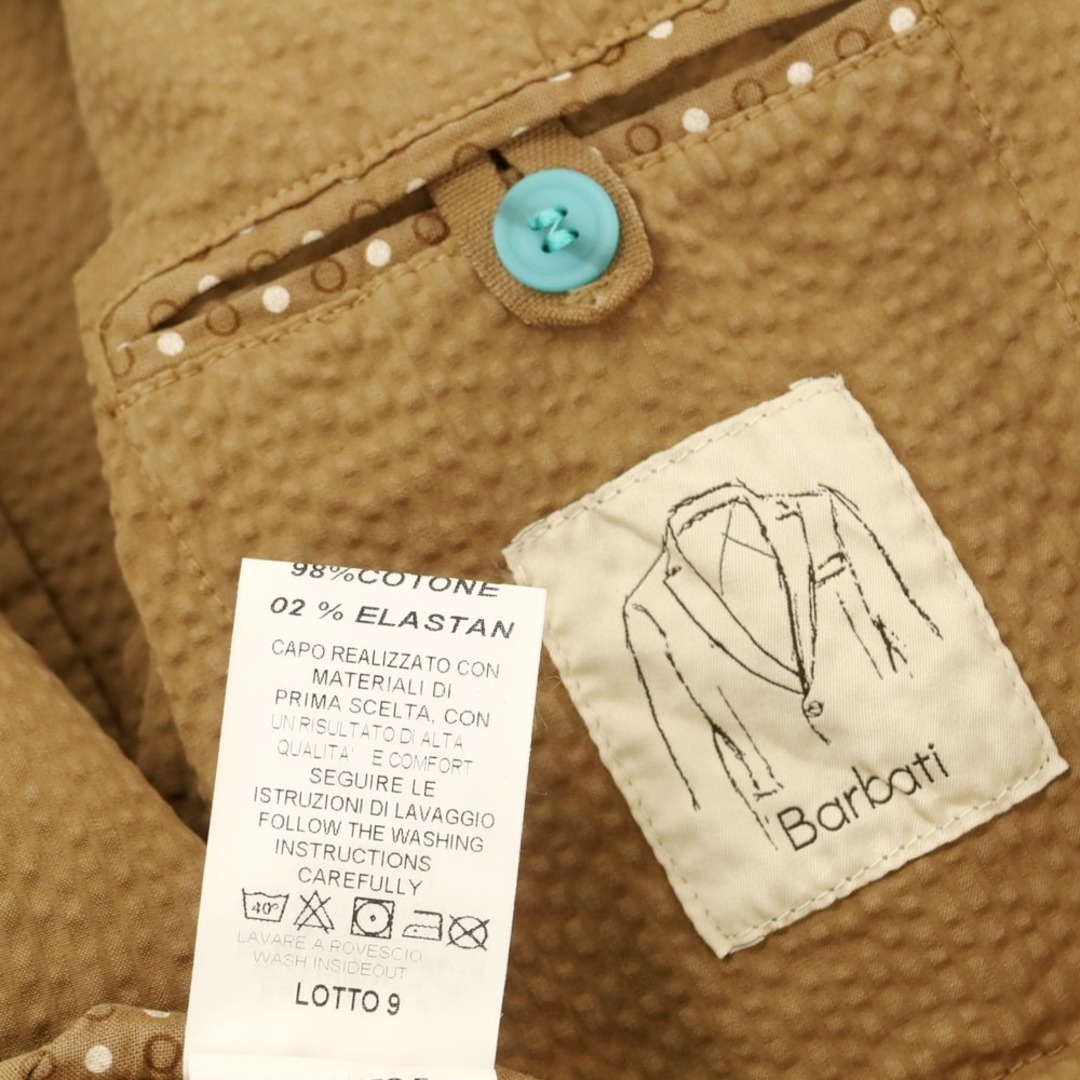 98%COTONE
02 % ELASTAN
CAPO REALIZZATO CON
MATERIALI DI
PRIMA SCELTA, CON
UN RISULTATO DI ALTA
QUALITA' E COMFORT
SEGUIRE LE
ISTRUZIONI DI LAVAGGIO
FOLLOW THE WASHING
INSTRUCTIONS
CAREFULLY
40°
LAVARE A ROVESCIO
WASH INSIDEOUT
LOTTO 9
Barbati